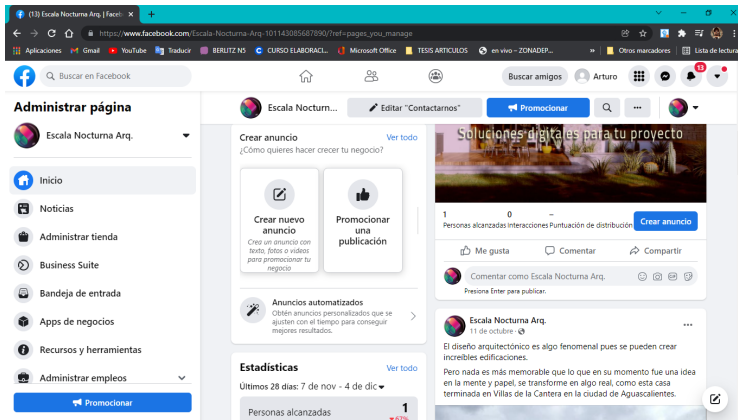 (13) Escala Nocturna Arq. | Faceb
https://www.facebook.com/Escala-Nocturna-Arq-101143085687890/?ref=pages_you_manage
Aplicaciones Gmail YouTube Traducir BERLITZ N5 CURSO ELABORACI... Microsoft Office TESIS ARTICULOS en vivo – ZONADEP... » Otros marcadores Lista de lectura
Buscar en Facebook
Buscar amigos Arturo 13
Administrar página
Escala Nocturna Arq.
Inicio
Noticias
Administrar tienda
Business Suite
Bandeja de entrada
Apps de negocios
Recursos y herramientas
Administrar empleos
Promocionar
Escala Nocturn... Editar "Contactarnos" Promocionar
Crear anuncio Ver todo
¿Cómo quieres hacer crecer tu negocio?
Crear nuevo
anuncio
Crea un anuncio con
texto, fotos o videos
para promocionar tu
negocio
Promocionar
una
publicación
Anuncios automatizados
Obtén anuncios personalizados que se
ajusten con el tiempo para conseguir
mejores resultados.
Estadísticas Ver todo
Últimos 28 días: 7 de nov - 4 de dic
Personas alcanzadas 1
▼67%
Soluciones digitales para tu proyecto
1 0 –
Personas alcanzadas Interacciones Puntuación de distribución
Crear anuncio
Me gusta Comentar Compartir
Comentar como Escala Nocturna Arq.
Presiona Enter para publicar.
Escala Nocturna Arq.
11 de octubre ·
El diseño arquitectónico es algo fenomenal pues se pueden crear
increíbles edificaciones.
Pero nada es más memorable que lo que en su momento fue una idea
en la mente y papel, se transforme en algo real, como esta casa
terminada en Villas de la Cantera en la ciudad de Aguascalientes.